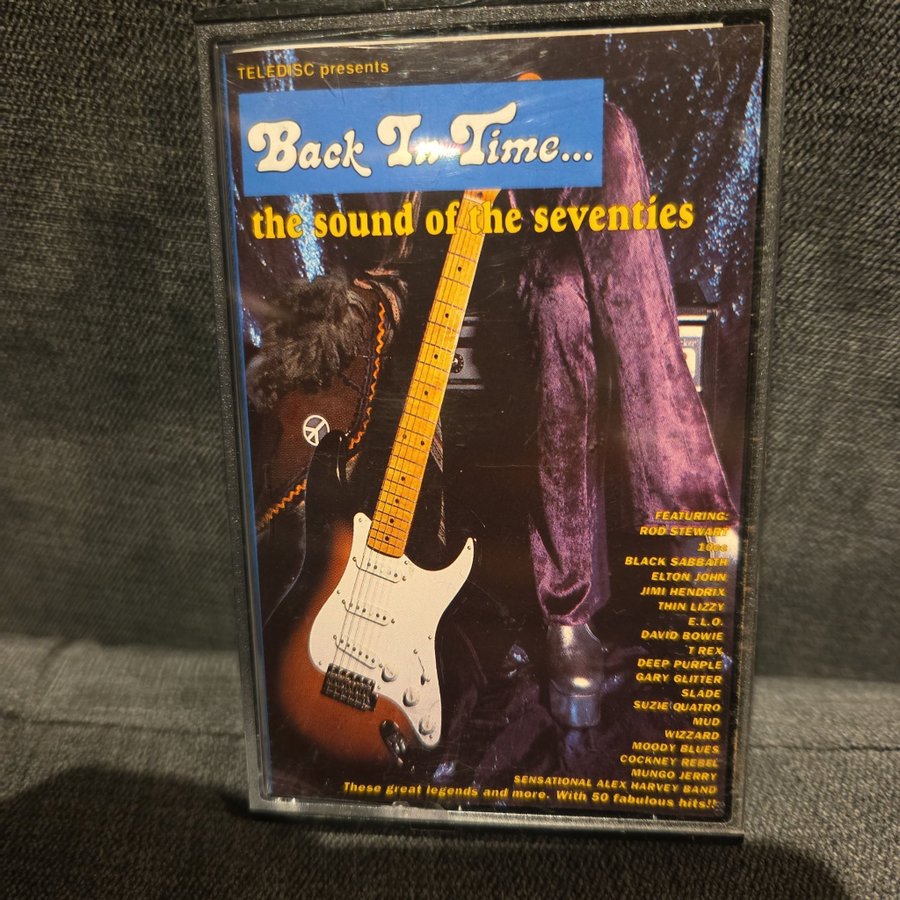 TELEDISC presents
Back In Time...
the sound of the seventies
FEATURING:
ROD STEWART
10cc
BLACK SABBATH
ELTON JOHN
JIMI HENDRIX
THIN LIZZY
E.L.O.
DAVID BOWIE
T REX
DEEP PURPLE
GARY GLITTER
SLADE
SUZIE QUATRO
MUD
WIZZARD
MOODY BLUES
COCKNEY REBEL
MUNGO JERRY
SENSATIONAL ALEX HARVEY BAND
These great legends and more. With 50 fabulous hits!!